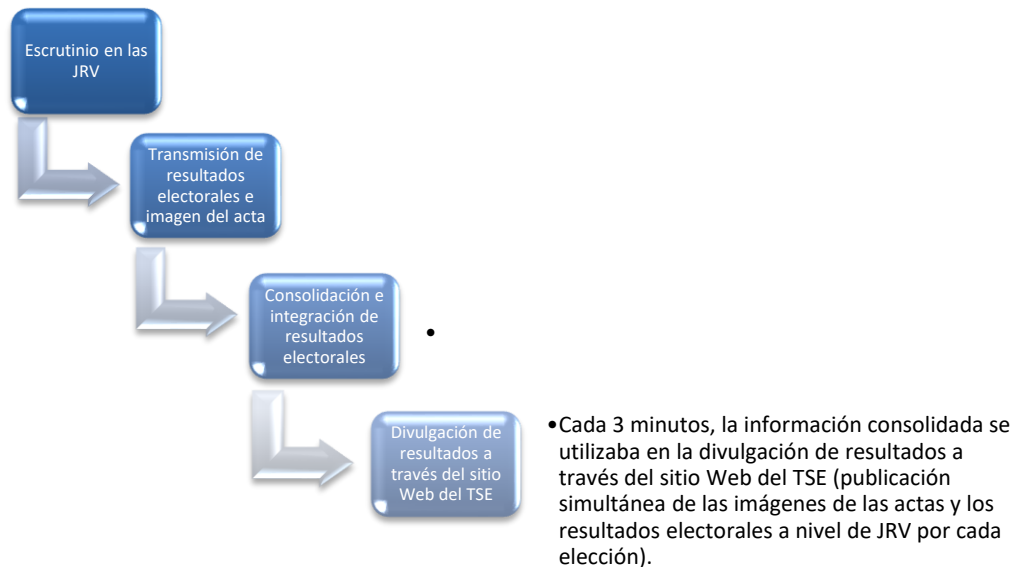 Escrutinio en las
JRV
Transmisión de
resultados
electorales e
imagen del acta
Consolidación e
integración de
resultados
electorales
•
Divulgación de
resultados a
través del sitio
Web del TSE
•Cada 3 minutos, la información consolidada se
utilizaba en la divulgación de resultados a
través del sitio Web del TSE (publicación
simultánea de las imágenes de las actas y los
resultados electorales a nivel de JRV por cada
elección).